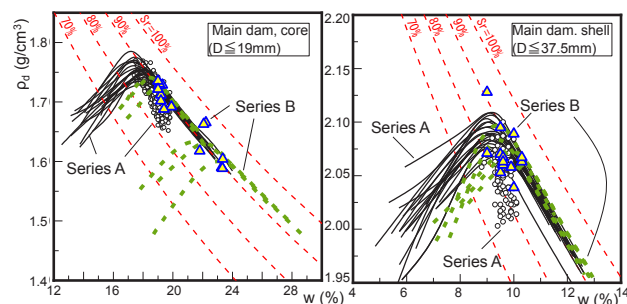 70%
80%
90%
Sr=100%
Main dam, core
(D≦19mm)
ρd (g/cm3)
1.8
1.7
1.6
1.5
1.4
Series B
Series A
12
16
20
24
28
w (%)
70%
80%
90%
Sr=100%
Main dam. shell
(D≦37.5mm)
2.20
2.15
2.10
2.05
2.00
1.95
Series A
Series B
Series A
4
6
8
10
12
14
w (%)